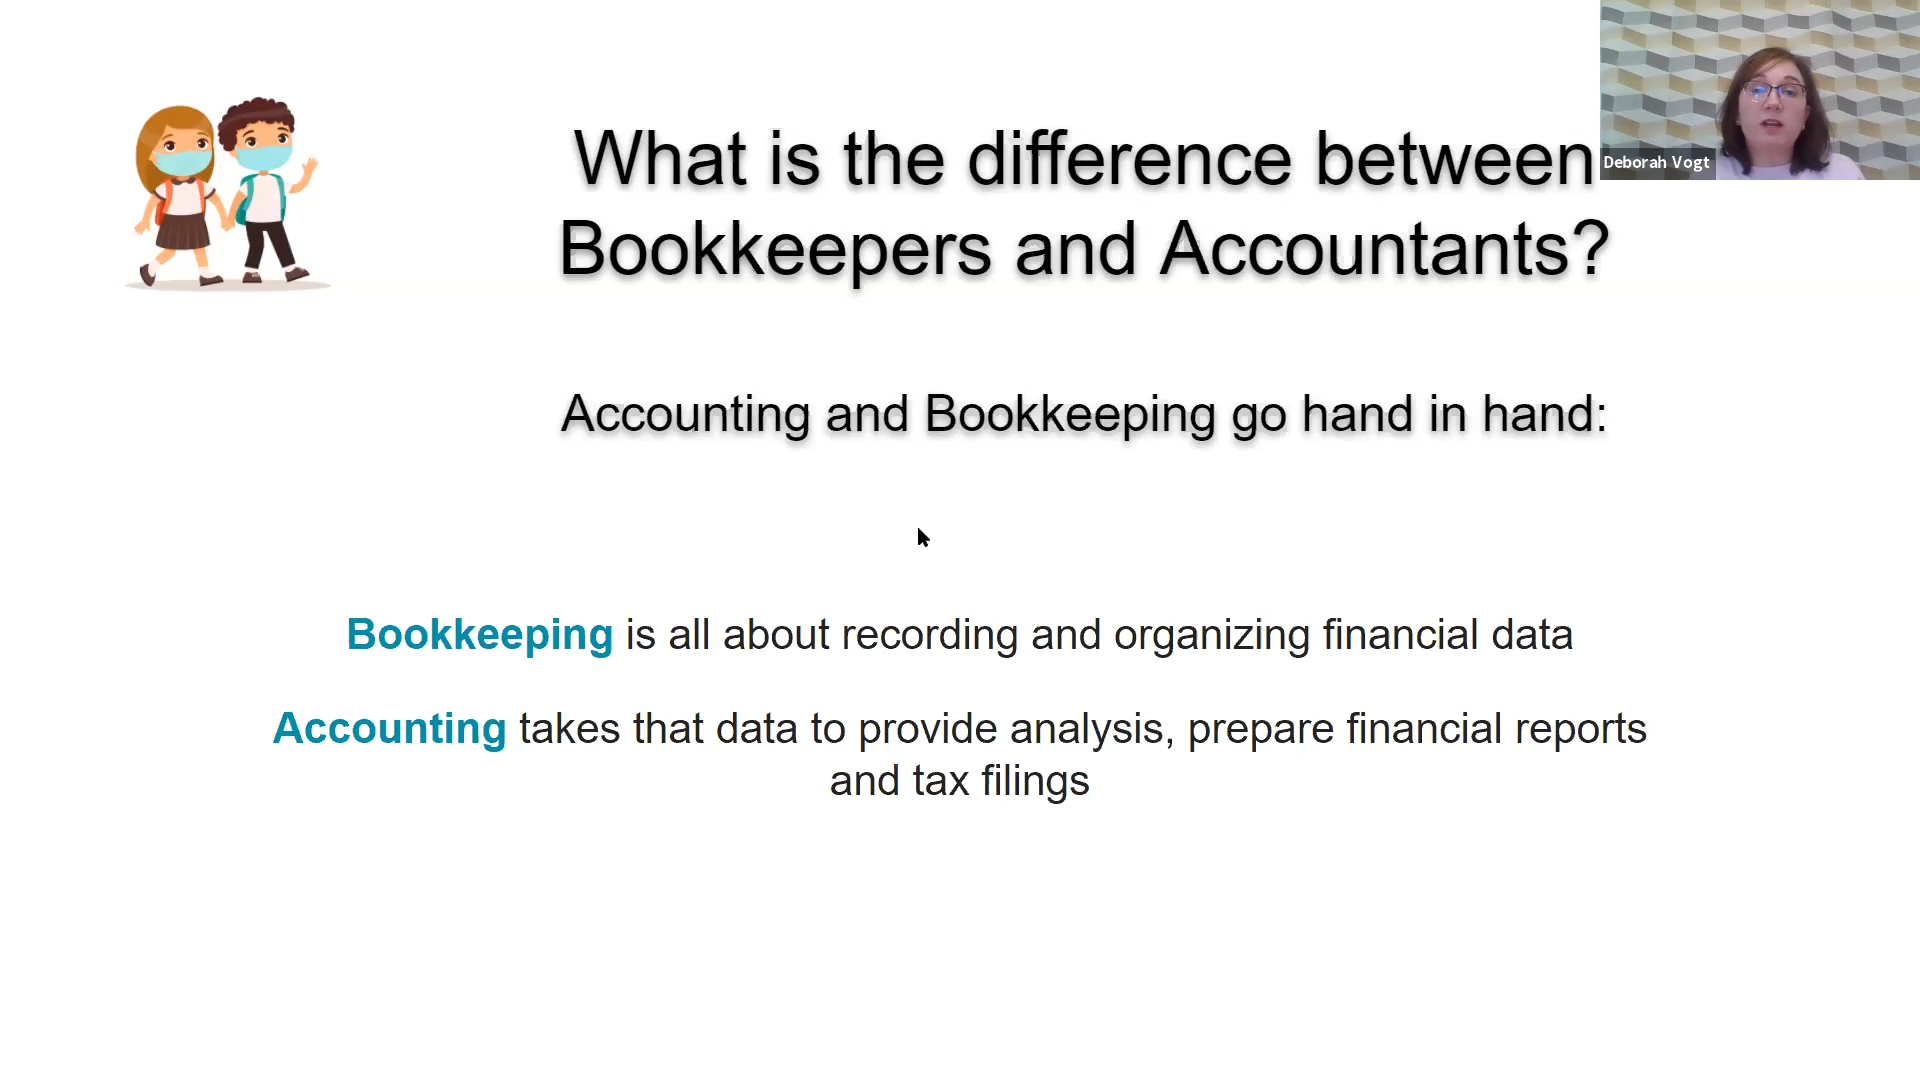 What is the difference between
Bookkeepers and Accountants?
Deborah Vogt
Accounting and Bookkeeping go hand in hand:
Bookkeeping is all about recording and organizing financial data
Accounting takes that data to provide analysis, prepare financial reports
and tax filings